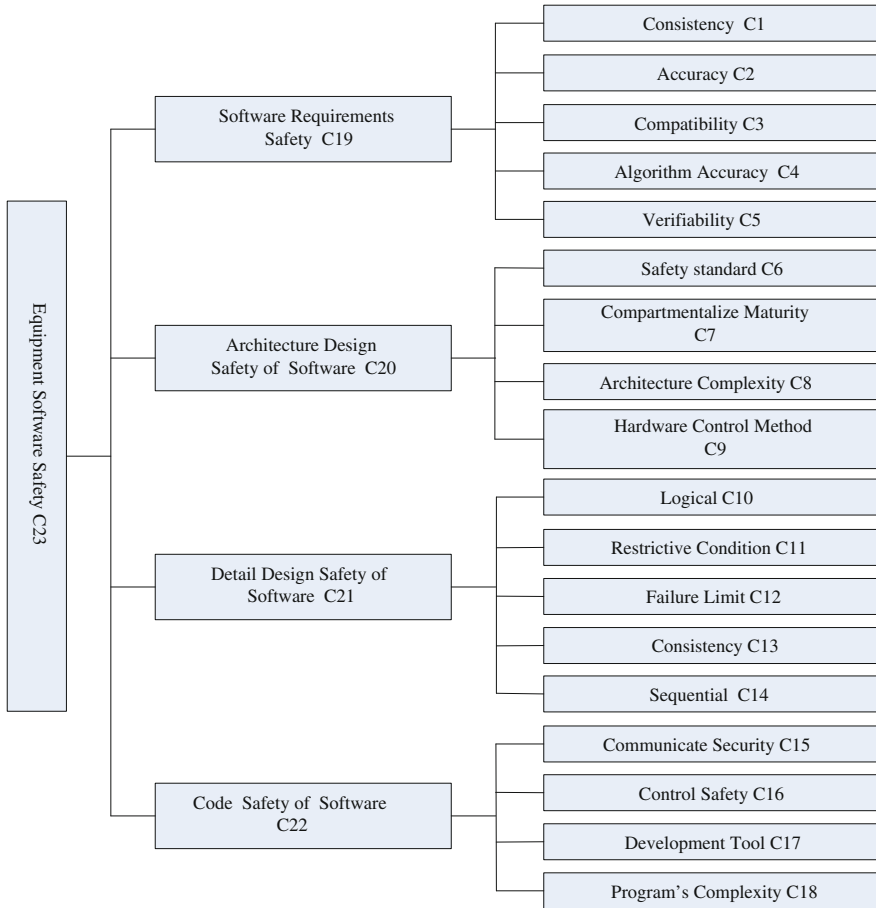 Equipment Software Safety C23
Software Requirements
Safety C19
Consistency C1
Accuracy C2
Compatibility C3
Algorithm Accuracy C4
Verifiability C5
Architecture Design
Safety of Software C20
Safety standard C6
Compartmentalize Maturity
C7
Architecture Complexity C8
Hardware Control Method
C9
Detail Design Safety of
Software C21
Logical C10
Restrictive Condition C11
Failure Limit C12
Consistency C13
Sequential C14
Code Safety of Software
C22
Communicate Security C15
Control Safety C16
Development Tool C17
Program’s Complexity C18